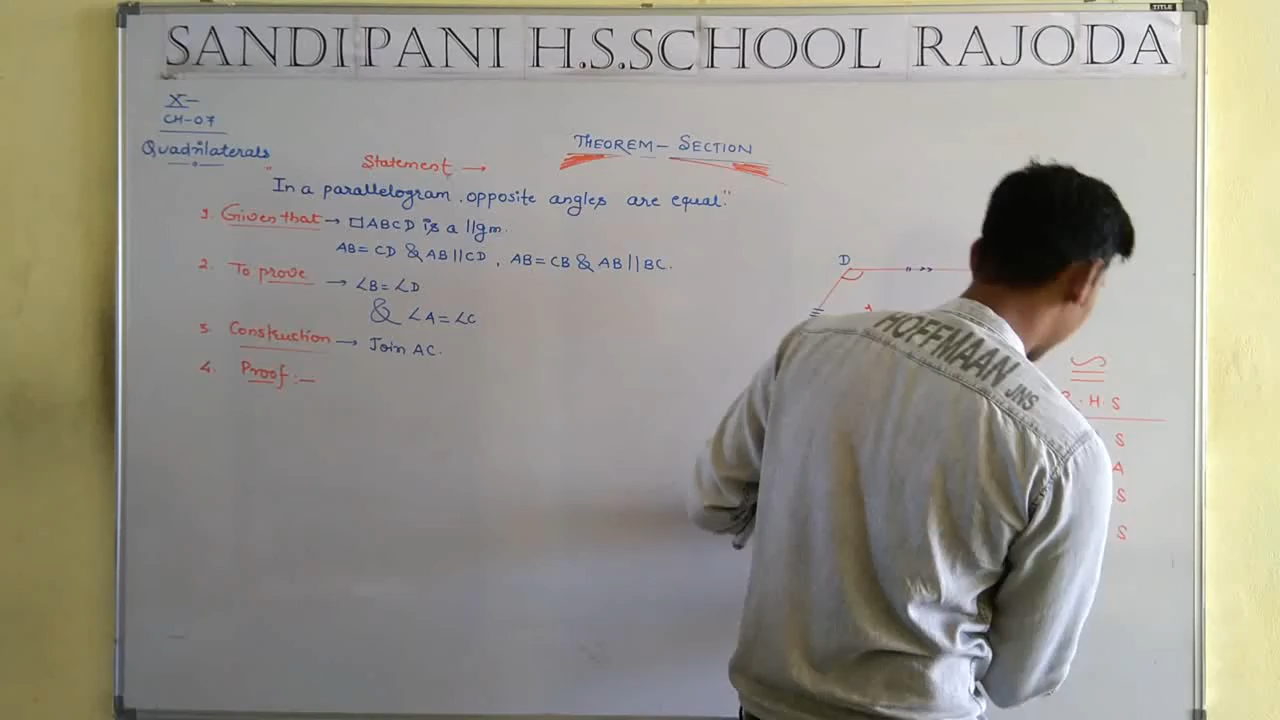 TITLE
SANDIPANI H.S.SCHOOL RAJODA
X-
CH-07
Quadrilaterals
THEOREM - SECTION
Statement →
"In a parallelogram, opposite angles are equal."
1. Given that → □ABCD is a ||gm.
AB = CD & AB||CD , AB = CB & AB||BC.
2. To prove → ∠B = ∠D
& ∠A = ∠C
3. Construction → Join AC.
4. Proof :-
D
HOFFMAAN
JNS
≅
H.S
S
A
S
S